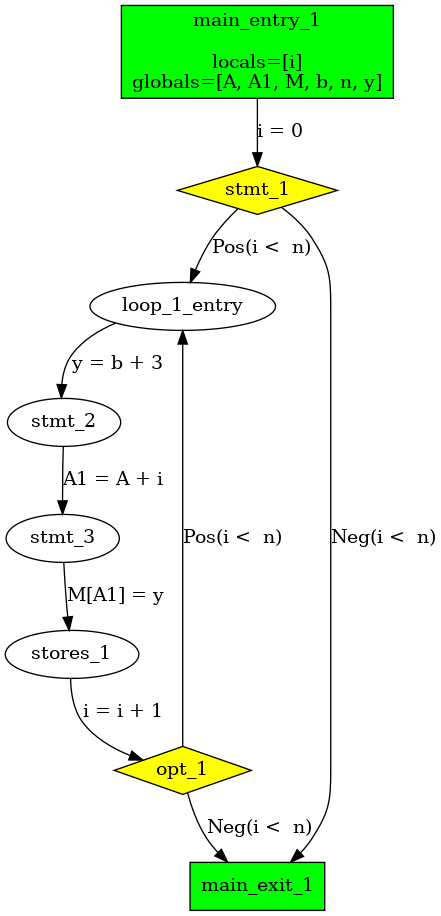 main_entry_1
locals=[i]
globals=[A, A1, M, b, n, y]
i = 0
stmt_1
Pos(i <  n)
loop_1_entry
y = b + 3
stmt_2
A1 = A + i
Pos(i <  n)
Neg(i <  n)
stmt_3
M[A1] = y
stores_1
i = i + 1
opt_1
Neg(i <  n)
main_exit_1